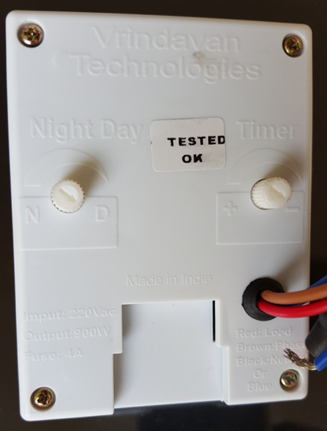 Vrindavan
Technologies
Night Day
Timer
TESTED
OK
N D
+ -
Made in India
Input: 220Vac
Output:900W
Fuse: 4A
Red: Load
Brown:
Black:
Or
Blue